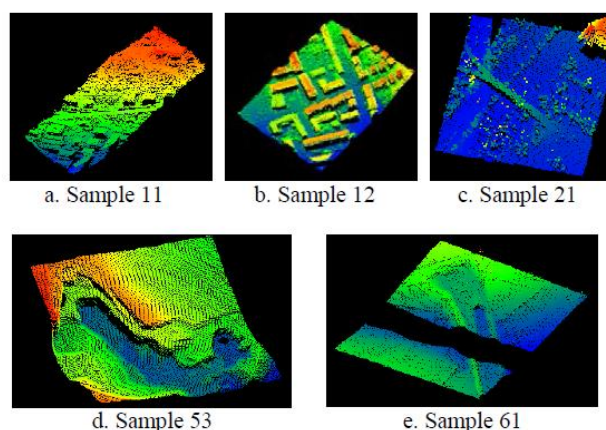 a. Sample 11
b. Sample 12
c. Sample 21
d. Sample 53
e. Sample 61